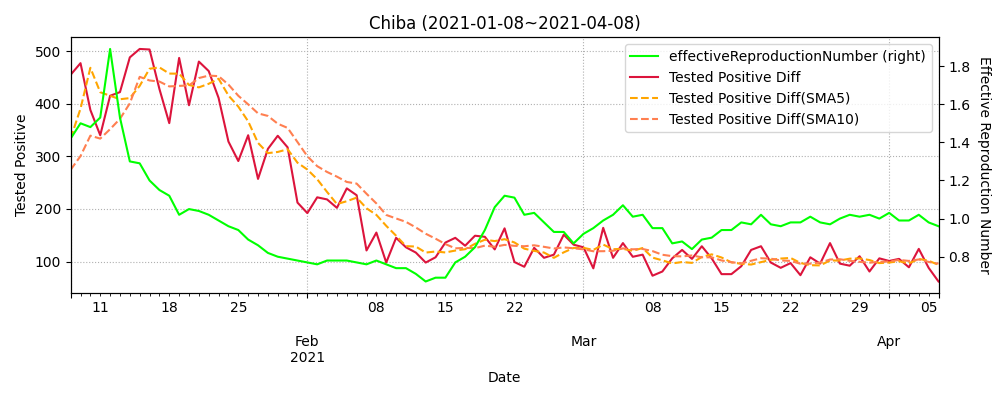 Chiba (2021-01-08~2021-04-08)
effectiveReproductionNumber (right)
Tested Positive Diff
Tested Positive Diff(SMA5)
Tested Positive Diff(SMA10)
Tested Positive
500
400
300
200
100
1.8
1.6
1.4
1.2
1.0
0.8
Effective Number
11 18 25 08 15 22 08 15 22 29 05
Feb Mar Apr
2021
Date